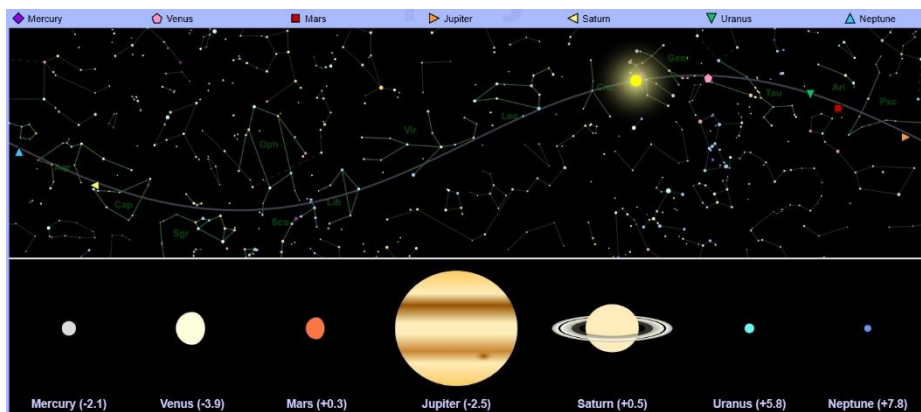 Mercury Venus Mars Jupiter Saturn Uranus Neptune
Gem
Cnc
Tau
Ari
Psc
Leo
Vir
Oph
Aqr
Cap
Lib
Sco
Sgr
Mercury (-2.1) Venus (-3.9) Mars (+0.3) Jupiter (-2.5) Saturn (+0.5) Uranus (+5.8) Neptune (+7.8)